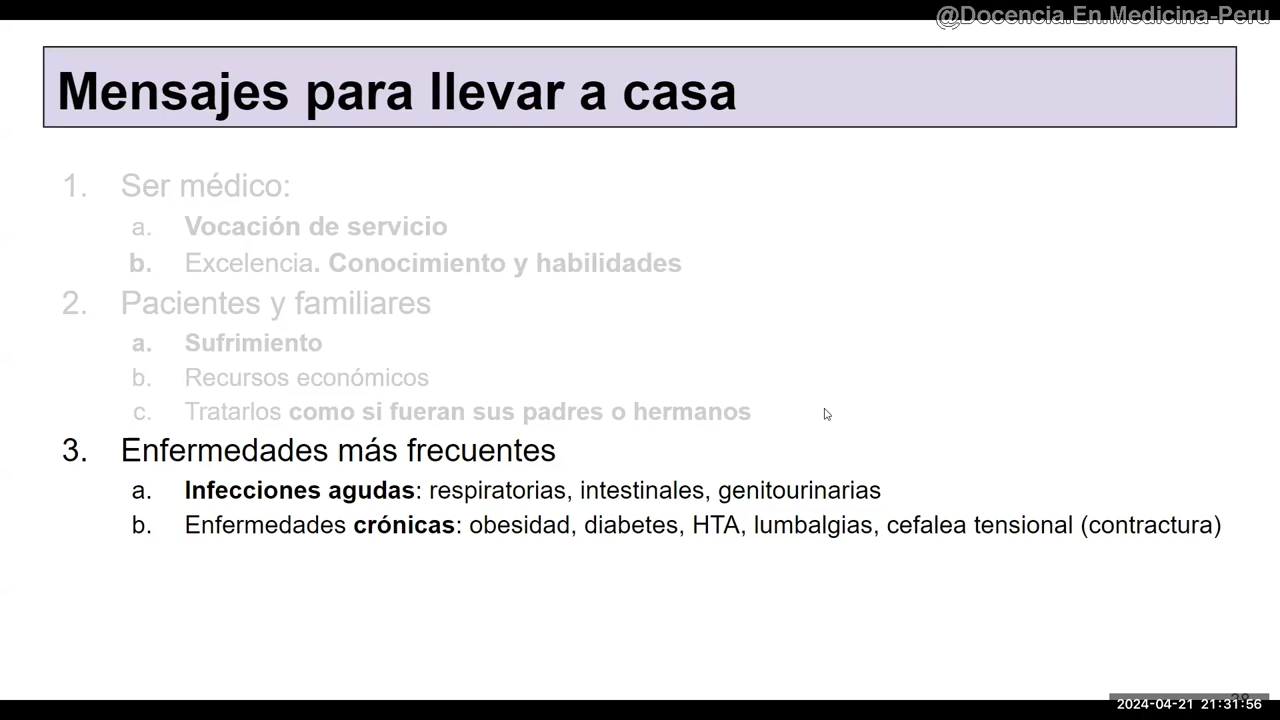 @Docencia.En.Medicina-Peru
Mensajes para llevar a casa
1. Ser médico:
a. Vocación de servicio
b. Excelencia. Conocimiento y habilidades
2. Pacientes y familiares
a. Sufrimiento
b. Recursos económicos
c. Tratarlos como si fueran sus padres o hermanos
3. Enfermedades más frecuentes
a. Infecciones agudas: respiratorias, intestinales, genitourinarias
b. Enfermedades crónicas: obesidad, diabetes, HTA, lumbalgias, cefalea tensional (contractura)
2024-04-21 21:31:56